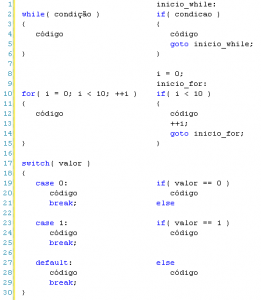 1 inicio_while:
2 while( condição ) if( condicao )
3 { {
4 código código
5 goto inicio_while;
6 } }
7
8 i = 0;
9 inicio_for:
10 for( i = 0; i < 10; ++i ) if( i < 10 )
11 { {
12 código código
13 ++i;
14 goto inicio_for;
15 } }
16
17 switch( valor )
18 {
19 case 0: if( valor == 0 )
20 código código
21 break; else
22
23 case 1: if( valor == 1 )
24 código código
25 break;
26
27 default: else
28 código código
29 break;
30 }